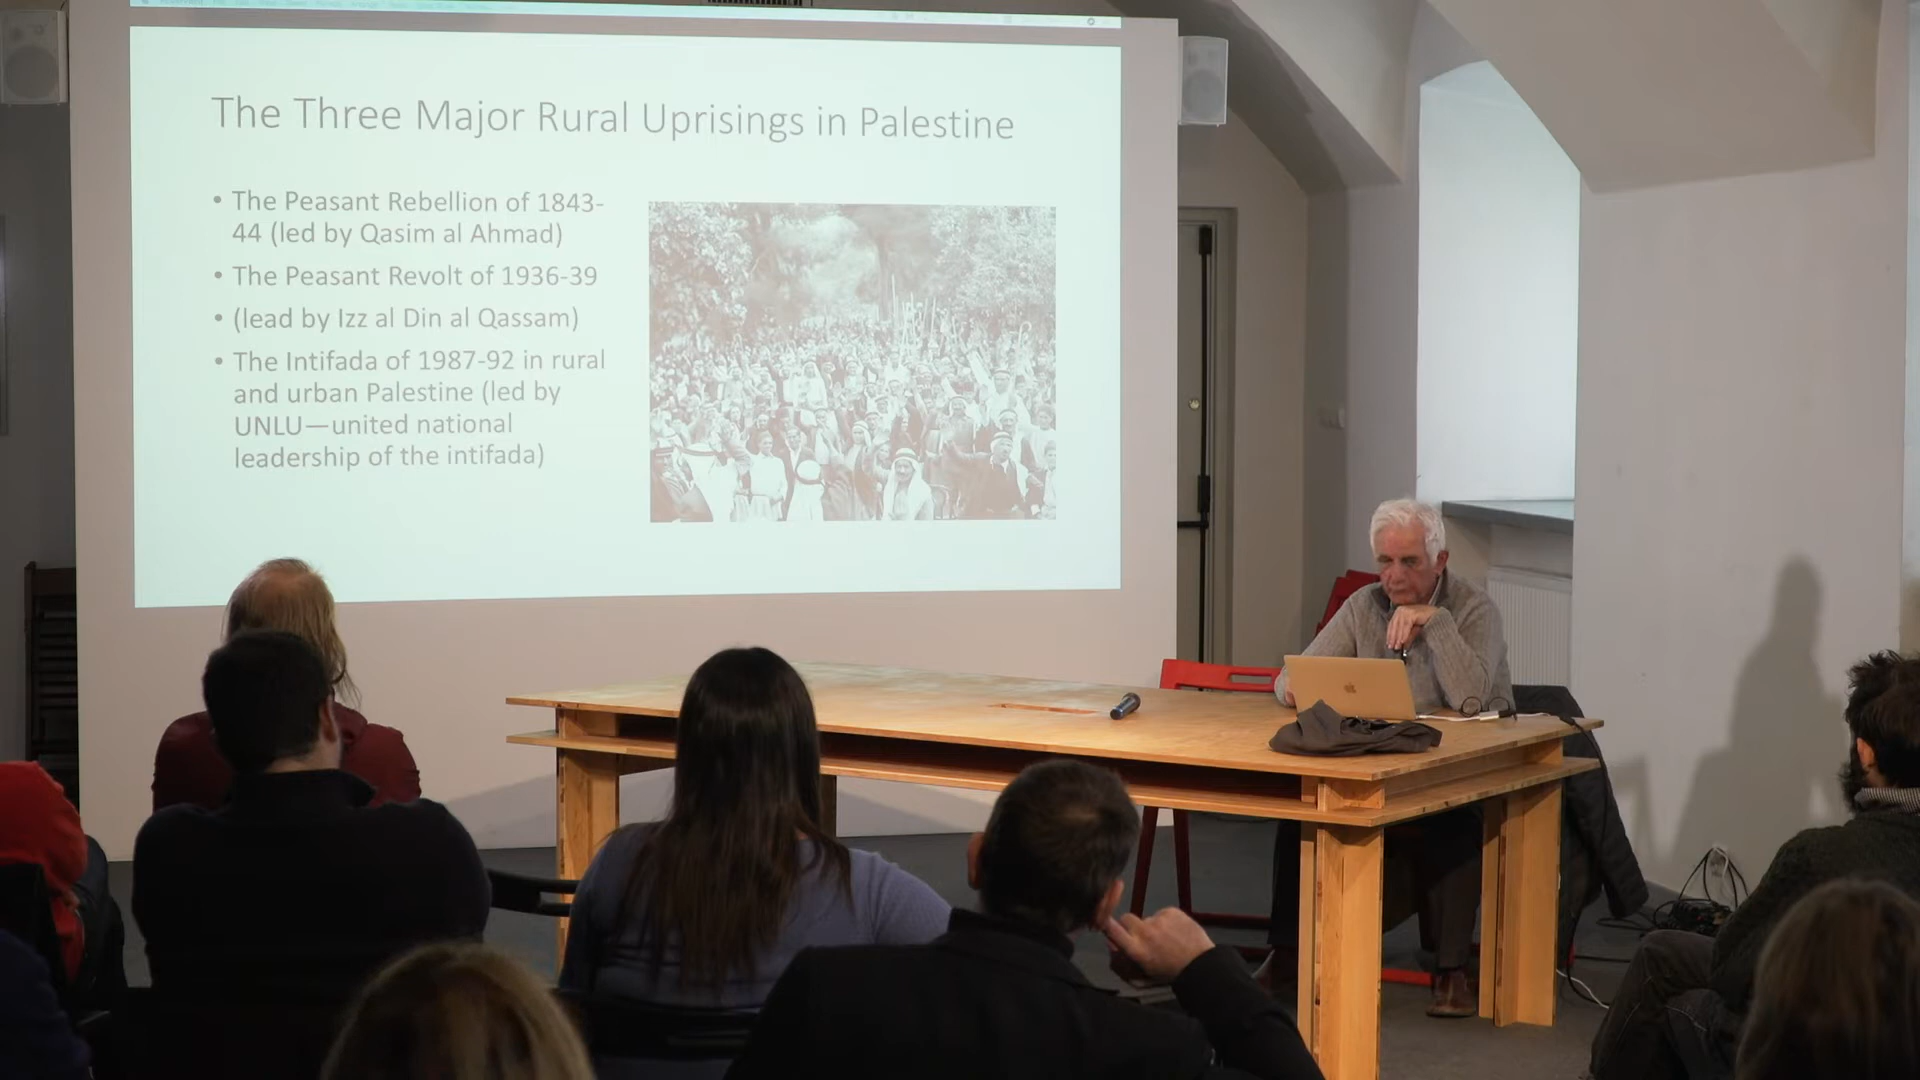 The Three Major Rural Uprisings in Palestine
• The Peasant Rebellion of 1843-
44 (led by Qasim al Ahmad)
• The Peasant Revolt of 1936-39
• (lead by Izz al Din al Qassam)
• The Intifada of 1987-92 in rural
and urban Palestine (led by
UNLU—united national
leadership of the intifada)